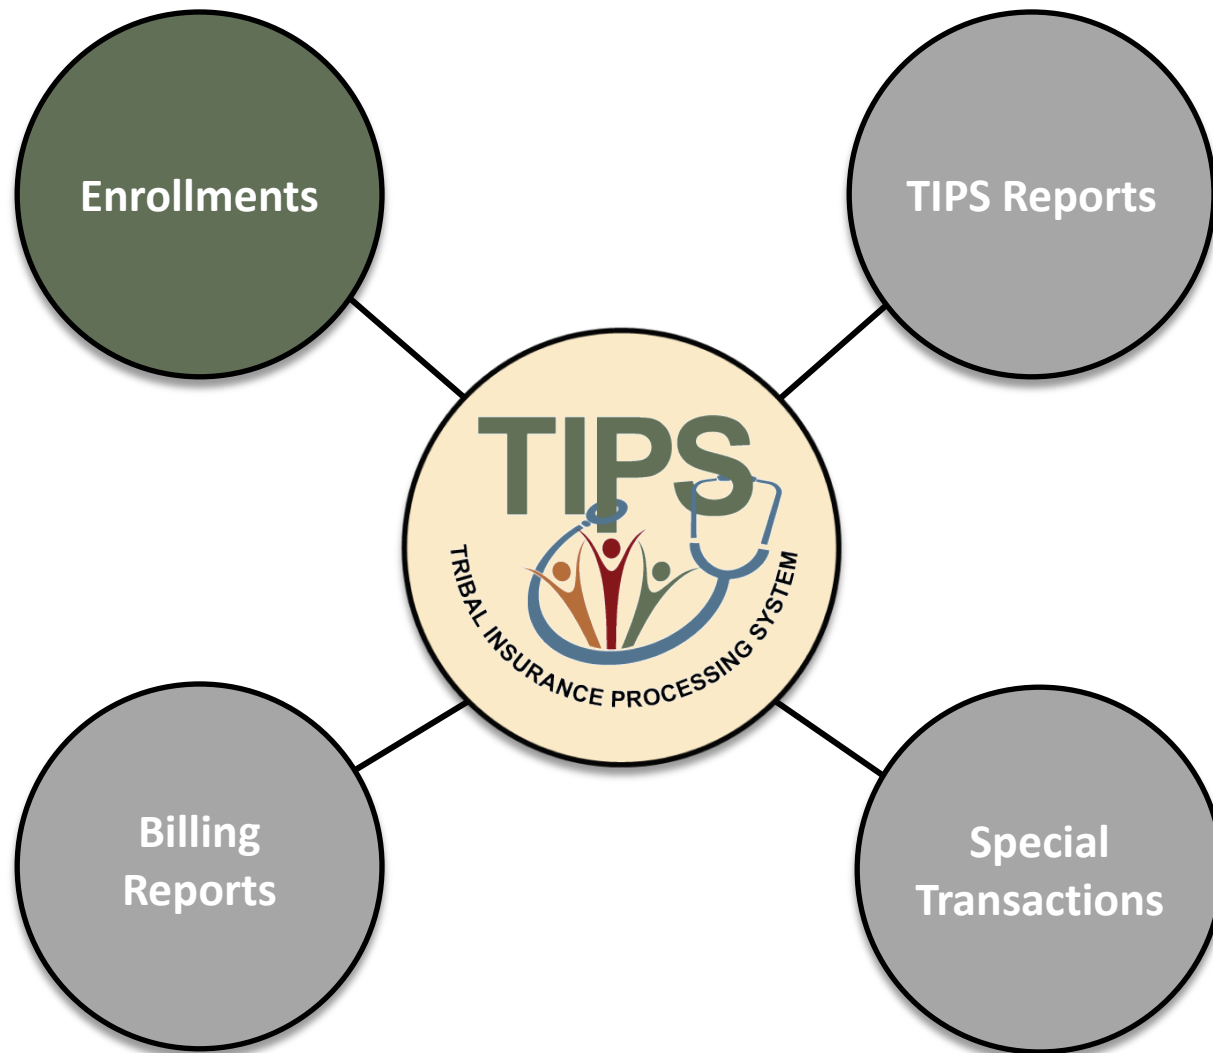 Enrollments
TIPS Reports
TIPS
TRIBAL INSURANCE PROCESSING SYSTEM
Billing
Reports
Special
Transactions